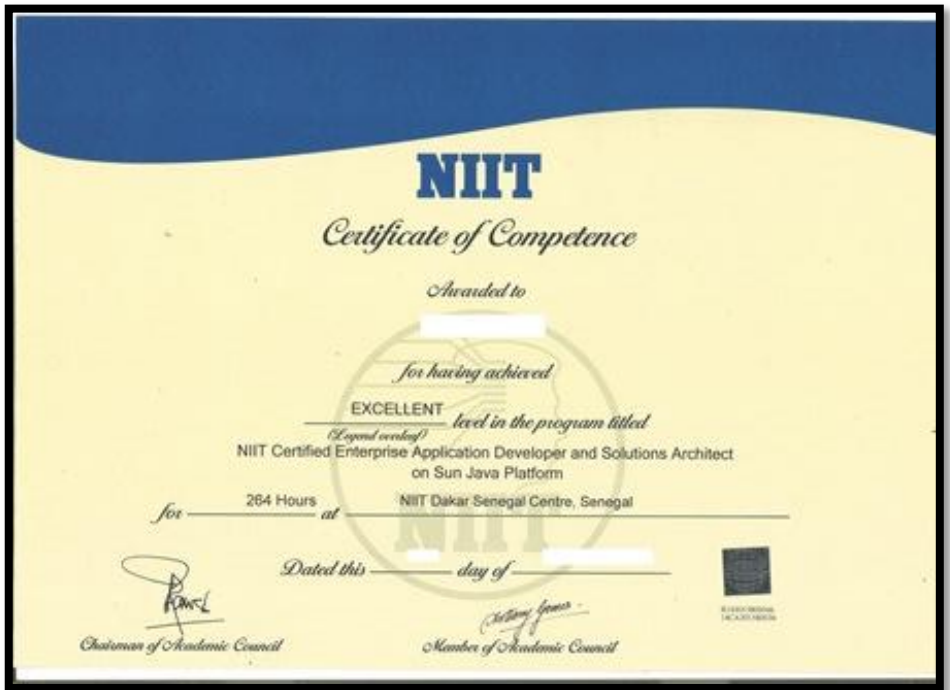 NIIT
Certificate of Competence
Awarded to
for having achieved
EXCELLENT level in the program titled
(Legend overleaf)
NIIT Certified Enterprise Application Developer and Solutions Architect
on Sun Java Platform
for 264 Hours at NIIT Dakar Senegal Centre, Senegal
NIIT
Dated this day of
Chairman of Academic Council
Member of Academic Council